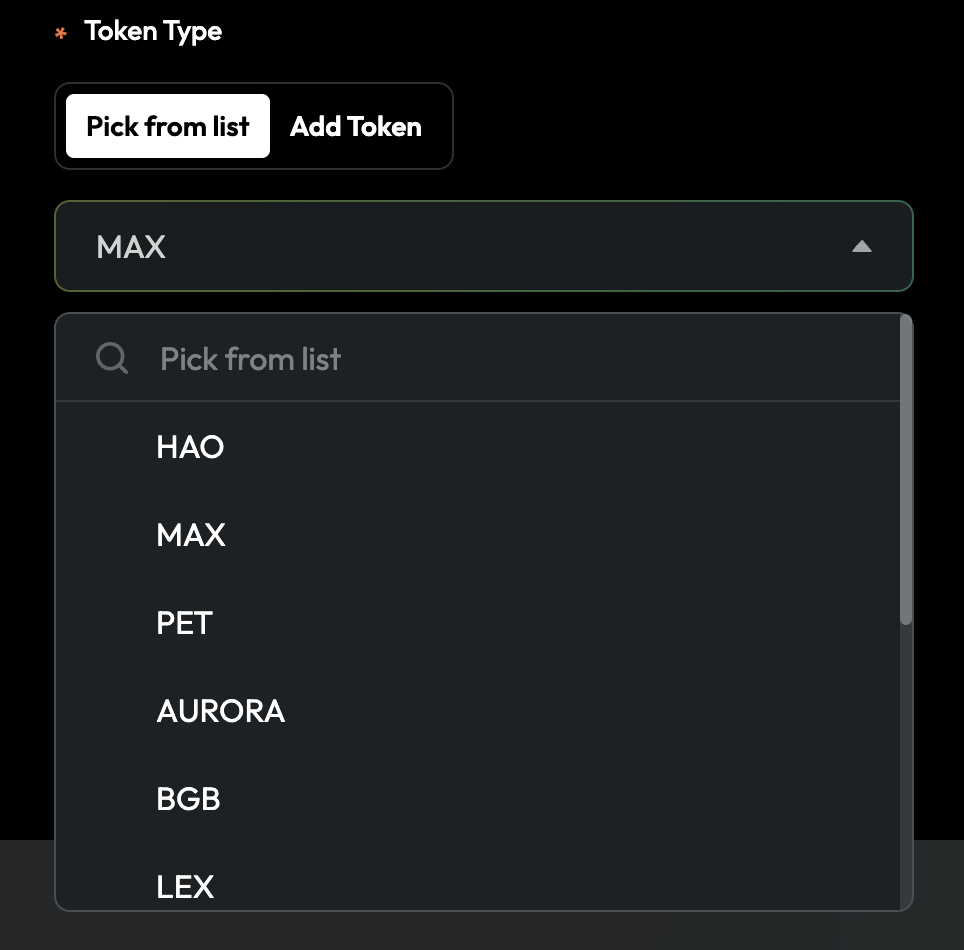 * Token Type
Pick from list Add Token
MAX
Pick from list
HAO
MAX
PET
AURORA
BGB
LEX